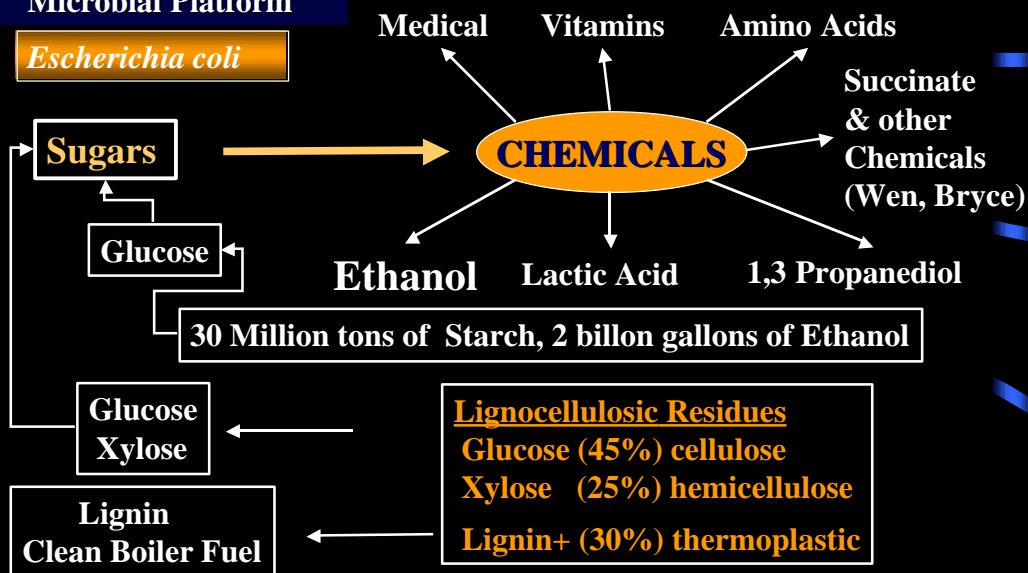 Microbial Platform
Escherichia coli
Medical Vitamins Amino Acids
Succinate
& other
Chemicals
(Wen, Bryce)
Sugars
CHEMICALS
Glucose
Ethanol Lactic Acid 1,3 Propanediol
30 Million tons of Starch, 2 billon gallons of Ethanol
Glucose
Xylose
Lignocellulosic Residues
Glucose (45%) cellulose
Xylose (25%) hemicellulose
Lignin+ (30%) thermoplastic
Lignin
Clean Boiler Fuel